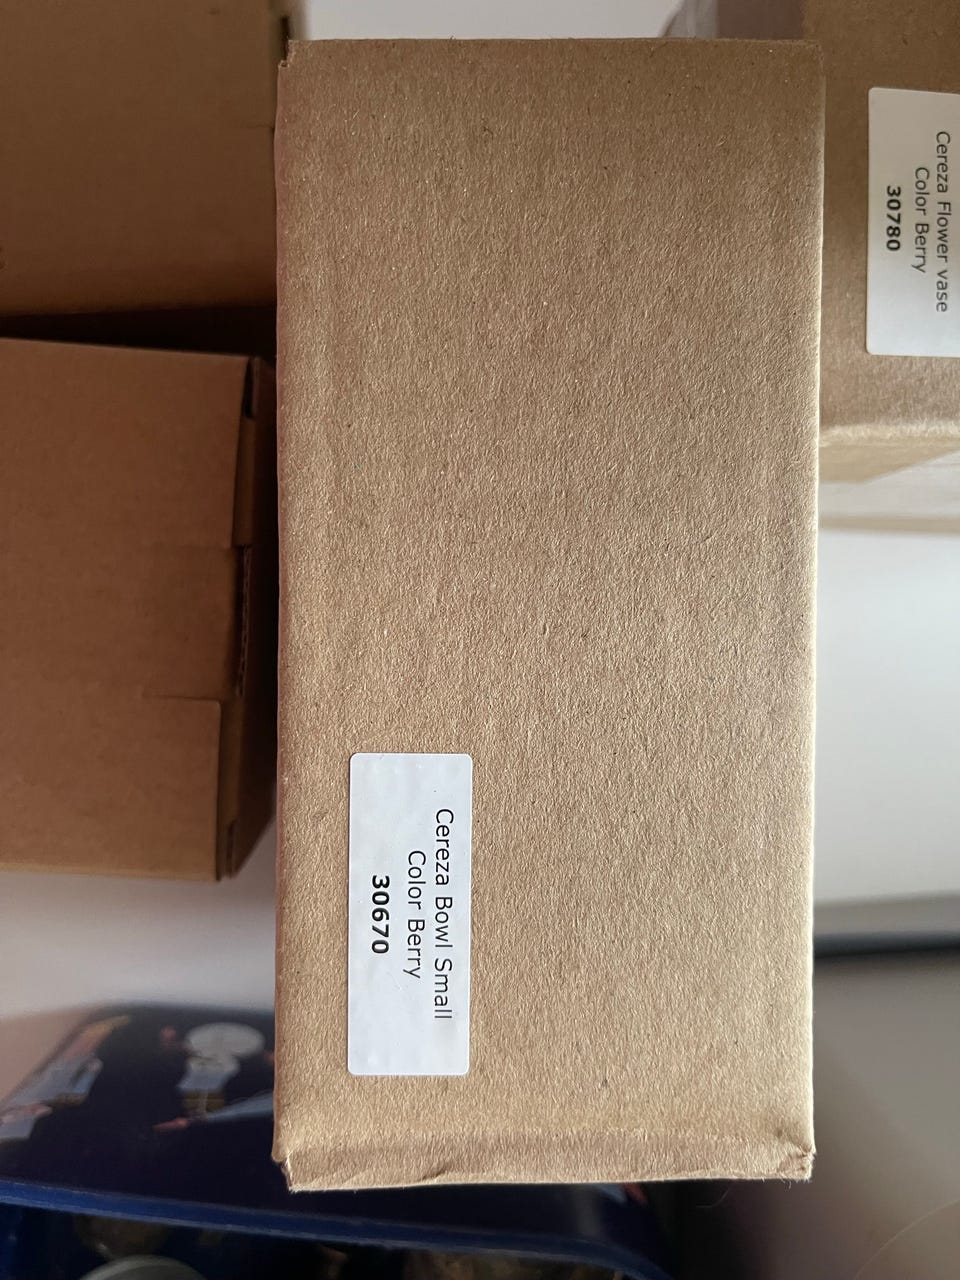 Cereza Flower vase
Color Berry
30780
Cereza Bowl Small
Color Berry
30670